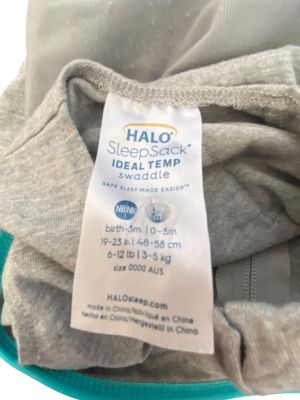 HALO®
SleepSack®
IDEAL TEMP
swaddle
SAFE SLEEP MADE EASIER™
NB/NN
birth-3m | 0-3m
19-23 in | 48-58 cm
6-12 lb | 3-5 kg
size 0000 AUS
HALOsleep.com
made in China/fabriqué en Chine
hecho en China/Hergestellt in China